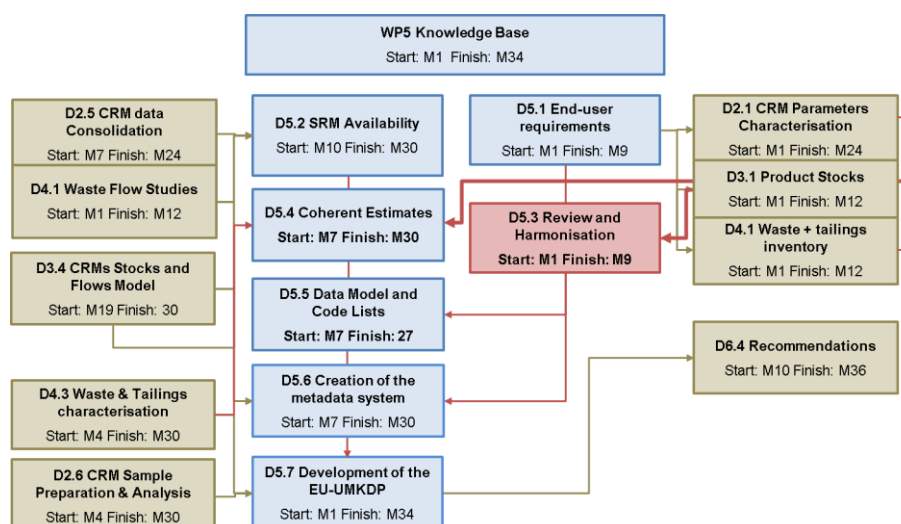 WP5 Knowledge Base
Start: M1 Finish: M34
D2.5 CRM data
Consolidation
Start: M7 Finish: M24
D4.1 Waste Flow Studies
Start: M1 Finish: M12
D3.4 CRMs Stocks and
Flows Model
Start: M19 Finish: 30
D4.3 Waste & Tailings
characterisation
Start: M4 Finish: M30
D2.6 CRM Sample
Preparation & Analysis
Start: M4 Finish: M30
D5.2 SRM Availability
Start: M10 Finish: M30
D5.4 Coherent Estimates
Start: M7 Finish: M30
D5.5 Data Model and
Code Lists
Start: M7 Finish: 27
D5.6 Creation of the
metadata system
Start: M7 Finish: M30
D5.7 Development of the
EU-UMKDP
Start: M1 Finish: M34
D5.1 End-user
requirements
Start: M1 Finish: M9
D5.3 Review and
Harmonisation
Start: M1 Finish: M9
D2.1 CRM Parameters
Characterisation
Start: M1 Finish: M24
D3.1 Product Stocks
Start: M1 Finish: M12
D4.1 Waste + tailings
inventory
Start: M1 Finish: M12
D6.4 Recommendations
Start: M10 Finish: M36